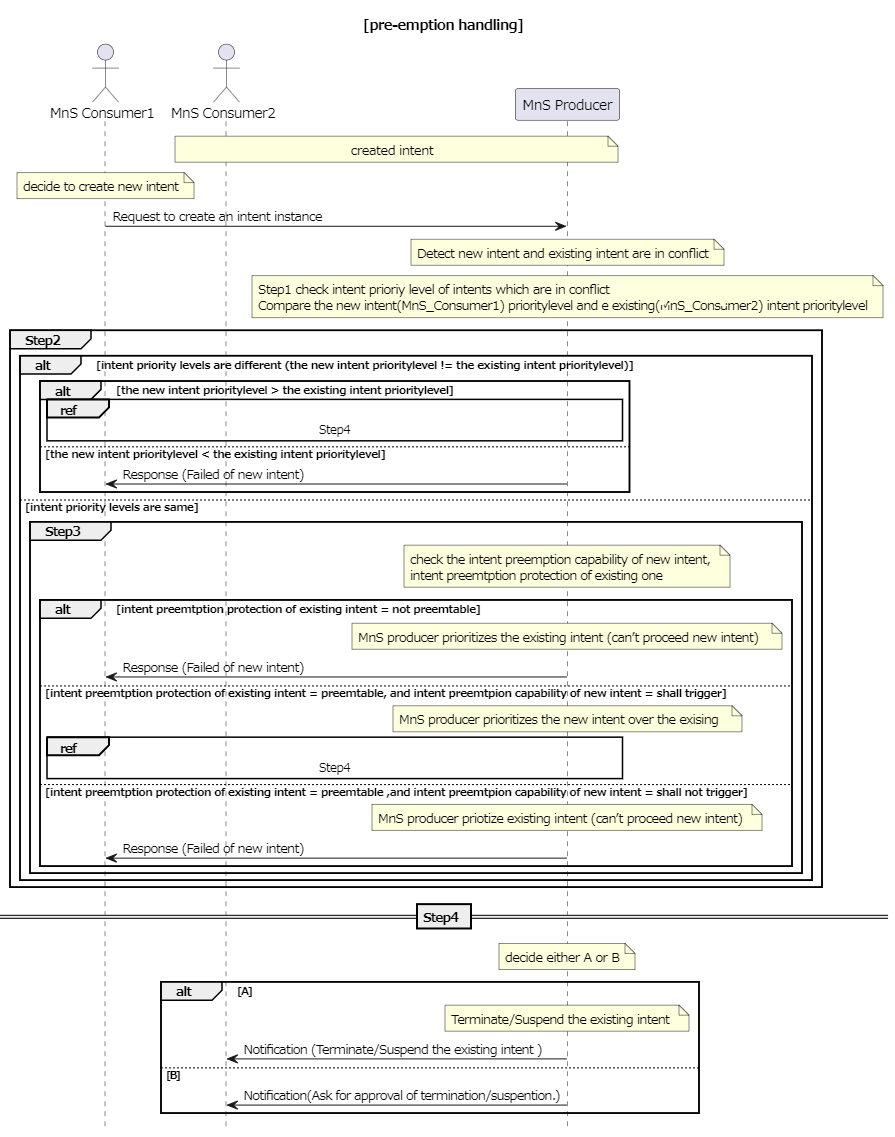 [pre-emption handling]
MnS Consumer1
MnS Consumer2
MnS Producer
created intent
decide to create new intent
Request to create an intent instance
Detect new intent and existing intent are in conflict
Step1 check intent prioriy level of intents which are in conflict
Compare the new intent(MnS_Consumer1) prioritylevel and e existing(MnS_Consumer2) intent prioritylevel
Step2
alt [intent priority levels are different (the new intent prioritylevel != the existing intent prioritylevel)]
alt [the new intent prioritylevel > the existing intent prioritylevel]
ref
Step4
[the new intent prioritylevel < the existing intent prioritylevel]
Response (Failed of new intent)
[intent priority levels are same]
Step3
check the intent preemption capability of new intent,
intent preemtption protection of existing one
alt [intent preemtption protection of existing intent = not preemtable]
MnS producer prioritizes the existing intent (can't proceed new intent)
Response (Failed of new intent)
[intent preemtption protection of existing intent = preemtable, and intent preemtpion capability of new intent = shall trigger]
MnS producer prioritizes the new intent over the exising
ref
Step4
[intent preemtption protection of existing intent = preemtable ,and intent preemtpion capability of new intent = shall not trigger]
MnS producer priotize existing intent (can't proceed new intent)
Response (Failed of new intent)
Step4
decide either A or B
alt [A]
Terminate/Suspend the existing intent
Notification (Terminate/Suspend the existing intent )
[B]
Notification(Ask for approval of termination/suspention.)